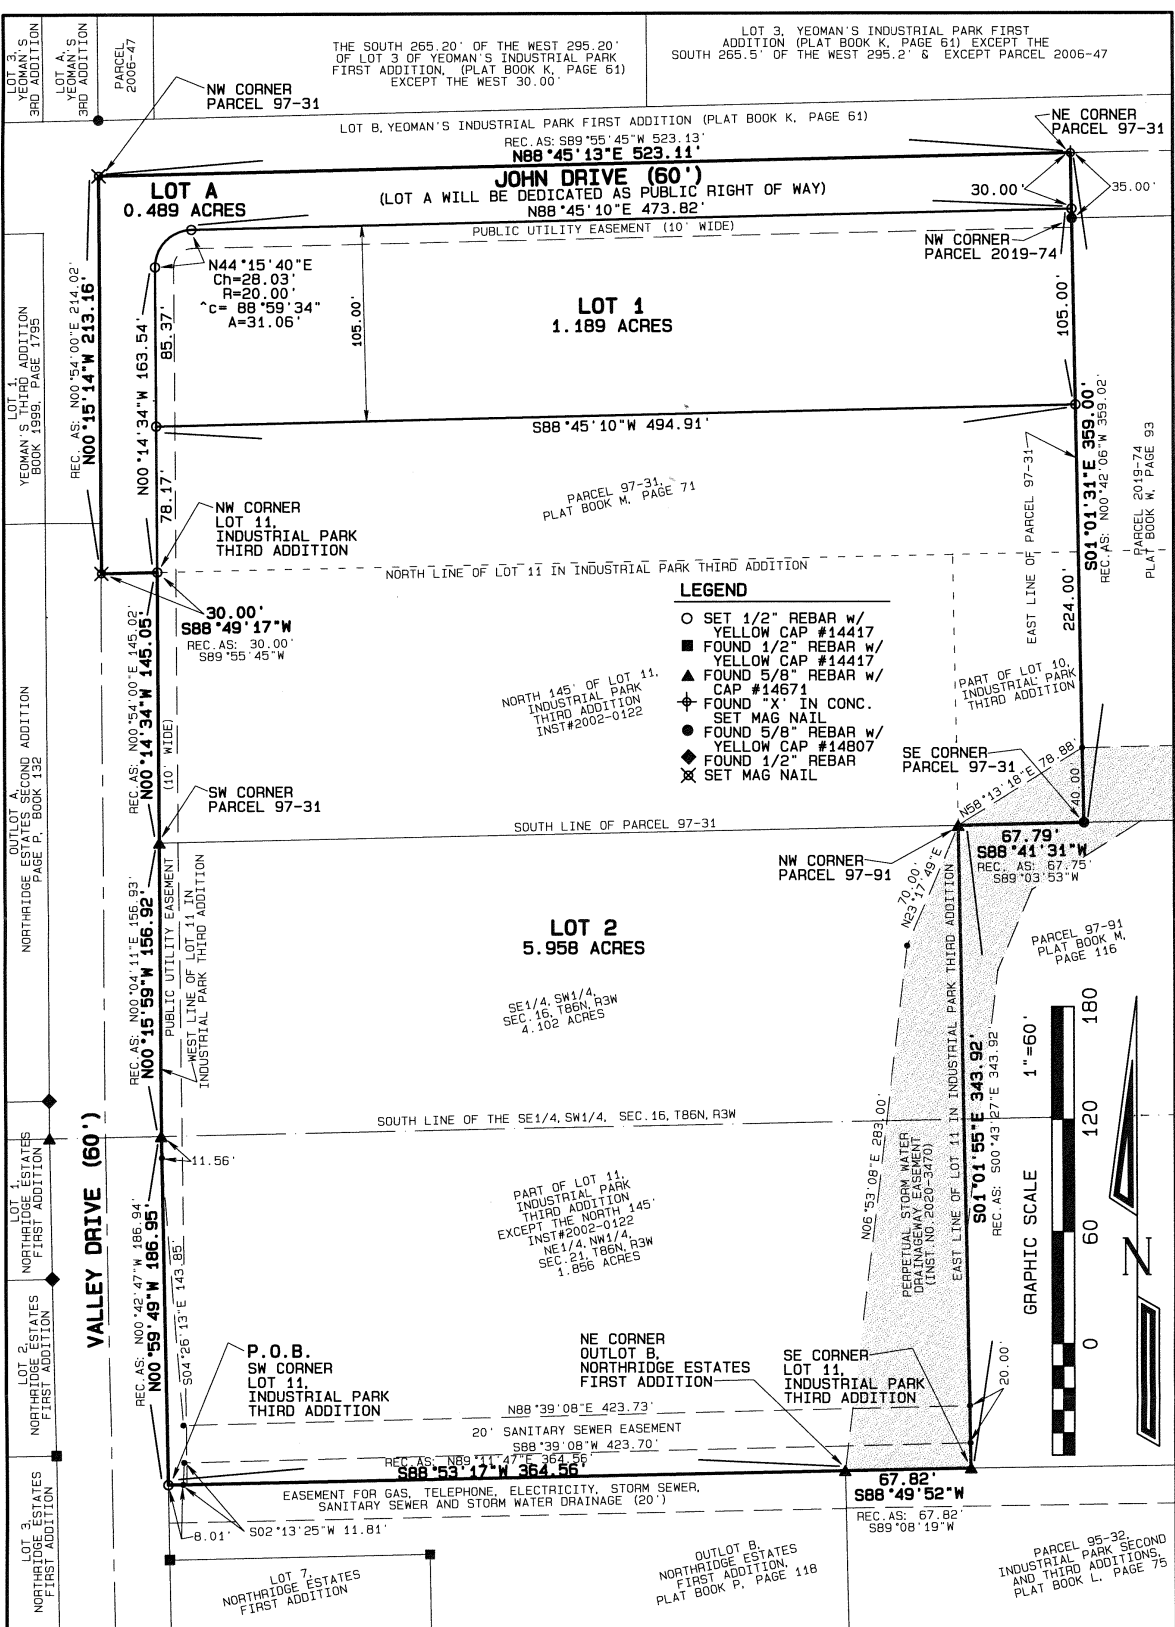 LOT 3,
YEOMAN'S
3RD ADDITION
LOT A,
YEOMAN'S
3RD ADDITION
PARCEL
2006-47
THE SOUTH 265.20' OF THE WEST 295.20'
OF LOT 3 OF YEOMAN'S INDUSTRIAL PARK
FIRST ADDITION, (PLAT BOOK K, PAGE 61)
EXCEPT THE WEST 30.00'
LOT 3, YEOMAN'S INDUSTRIAL PARK FIRST
ADDITION (PLAT BOOK K, PAGE 61) EXCEPT THE
SOUTH 265.5' OF THE WEST 295.2' & EXCEPT PARCEL 2006-47
NW CORNER
PARCEL 97-31
LOT B, YEOMAN'S INDUSTRIAL PARK FIRST ADDITION (PLAT BOOK K, PAGE 61)
NE CORNER
PARCEL 97-31
REC. AS: S89°55'45"W 523.13'
N88°45'13"E 523.11'
JOHN DRIVE (60')
(LOT A WILL BE DEDICATED AS PUBLIC RIGHT OF WAY)
N88°45'10"E 473.82'
PUBLIC UTILITY EASEMENT (10' WIDE)
LOT A
0.489 ACRES
30.00'
35.00'
NW CORNER
PARCEL 2019-74
N44°15'40"E
Ch=28.03'
R=20.00'
^c= 88°59'34"
A=31.06'
LOT 1
1.189 ACRES
105.00'
105.00'
REC. AS: N00°54'00"E 214.02'
N00°15'14"W 213.16'
N00°14'34"W 163.54'
85.37'
78.17'
LOT 1,
YEOMAN'S THIRD ADDITION
BOOK 1999, PAGE 1795
S88°45'10"W 494.91'
S01°01'31"E 359.00'
REC. AS: N00°42'06"W 359.02'
PARCEL 2019-74
PLAT BOOK W, PAGE 93
EAST LINE OF PARCEL 97-31
224.00'
PARCEL 97-31,
PLAT BOOK M, PAGE 71
NW CORNER
LOT 11,
INDUSTRIAL PARK
THIRD ADDITION
NORTH LINE OF LOT 11 IN INDUSTRIAL PARK THIRD ADDITION
30.00'
S88°49'17"W
REC. AS: 30.00'
S89°55'45"W
LEGEND
SET 1/2" REBAR w/
YELLOW CAP #14417
FOUND 1/2" REBAR w/
YELLOW CAP #14417
FOUND 5/8" REBAR w/
CAP #14671
FOUND "X' IN CONC.
SET MAG NAIL
FOUND 5/8" REBAR w/
YELLOW CAP #14807
FOUND 1/2" REBAR
SET MAG NAIL
NORTH 145' OF LOT 11,
INDUSTRIAL PARK
THIRD ADDITION
INST#2002-0122
PART OF LOT 10,
INDUSTRIAL PARK
THIRD ADDITION
REC. AS: N00°54'00"E 145.02'
N00°14'34"W 145.05'
(10' WIDE)
OUTLOT A,
NORTHRIDGE ESTATES SECOND ADDITION
PAGE P, BOOK 132
SE CORNER
PARCEL 97-31
N58°13'18"E 78.88'
40.00'
SW CORNER
PARCEL 97-31
SOUTH LINE OF PARCEL 97-31
67.79'
S88°41'31"W
REC. AS: 67.75'
S89°03'53"W
NW CORNER
PARCEL 97-91
70.00'
N23°17'49"E
PARCEL 97-91
PLAT BOOK M,
PAGE 116
LOT 2
5.958 ACRES
SE1/4, SW1/4,
SEC. 16, T86N, R3W
4.102 ACRES
REC. AS: N00°04'11"E 156.93'
N00°15'59"W 156.92'
PUBLIC UTILITY EASEMENT
WEST LINE OF LOT 11 IN
INDUSTRIAL PARK THIRD ADDITION
SOUTH LINE OF THE SE1/4, SW1/4, SEC. 16, T86N, R3W
EAST LINE OF LOT 11 IN INDUSTRIAL PARK THIRD ADDITION
S01°01'55"E 343.92'
REC. AS: S00°43'27"E 343.92'
N06°53'08"E 283.00'
PERPETUAL STORM WATER
DRAINAGEWAY EASEMENT
(INST. NO. 2020-3470)
GRAPHIC SCALE
1"=60'
0
60
120
180
N
11.56'
PART OF LOT 11,
INDUSTRIAL PARK
THIRD ADDITION
EXCEPT THE NORTH 145'
INST#2002-0122
NE1/4, NW1/4,
SEC. 21, T86N, R3W
1.856 ACRES
VALLEY DRIVE (60')
REC. AS: N00°42'47"W 186.94'
N00°59'49"W 186.95'
S04°26'13"E 143.85'
LOT 1,
NORTHRIDGE ESTATES
FIRST ADDITION
LOT 2,
NORTHRIDGE ESTATES
FIRST ADDITION
LOT 3,
NORTHRIDGE ESTATES
FIRST ADDITION
P.O.B.
SW CORNER
LOT 11,
INDUSTRIAL PARK
THIRD ADDITION
NE CORNER
OUTLOT B,
NORTHRIDGE ESTATES
FIRST ADDITION
SE CORNER
LOT 11,
INDUSTRIAL PARK
THIRD ADDITION
20.00'
N88°39'08"E 423.73'
20' SANITARY SEWER EASEMENT
S88°39'08"W 423.70'
REC. AS: N89°11'47"E 364.56'
S88°53'17"W 364.56'
EASEMENT FOR GAS, TELEPHONE, ELECTRICITY, STORM SEWER,
SANITARY SEWER AND STORM WATER DRAINAGE (20')
67.82'
S88°49'52"W
REC. AS: 67.82'
S89°08'19"W
8.01'
S02°13'25"W 11.81'
LOT 7,
NORTHRIDGE ESTATES
FIRST ADDITION
OUTLOT B,
NORTHRIDGE ESTATES
FIRST ADDITION,
PLAT BOOK P, PAGE 118
PARCEL 95-32,
INDUSTRIAL PARK SECOND
AND THIRD ADDITIONS,
PLAT BOOK L, PAGE 75